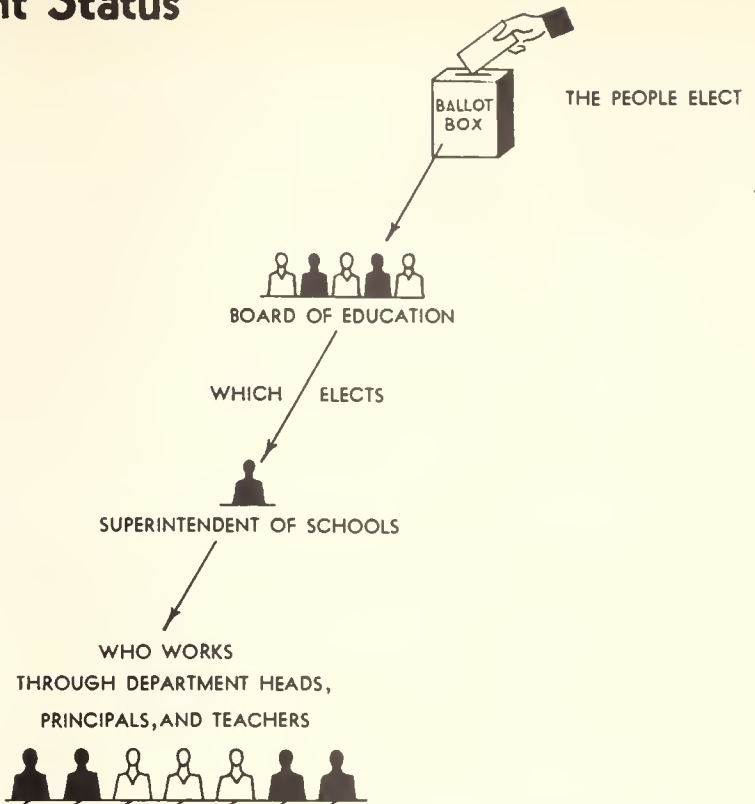 nt Status
BALLOT
BOX
THE PEOPLE ELECT
BOARD OF EDUCATION
WHICH ELECTS
SUPERINTENDENT OF SCHOOLS
WHO WORKS
THROUGH DEPARTMENT HEADS,
PRINCIPALS, AND TEACHERS